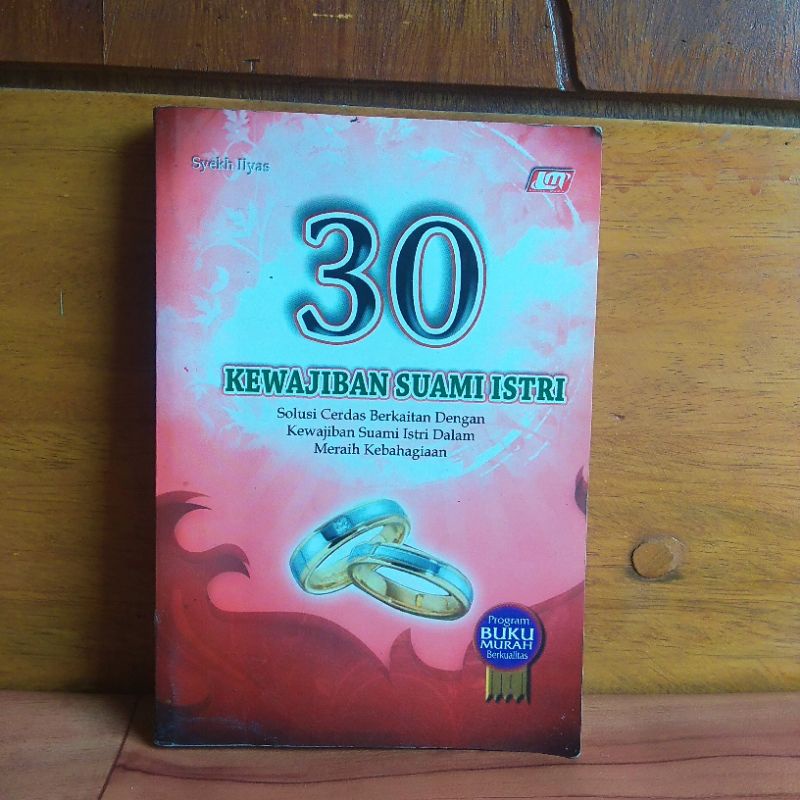 Syekh Ilyas
30
KEWAJIBAN SUAMI ISTRI
Solusi Cerdas Berkaitan Dengan
Kewajiban Suami Istri Dalam
Meraih Kebahagiaan
Program
BUKU
MURAH
Berkualitas